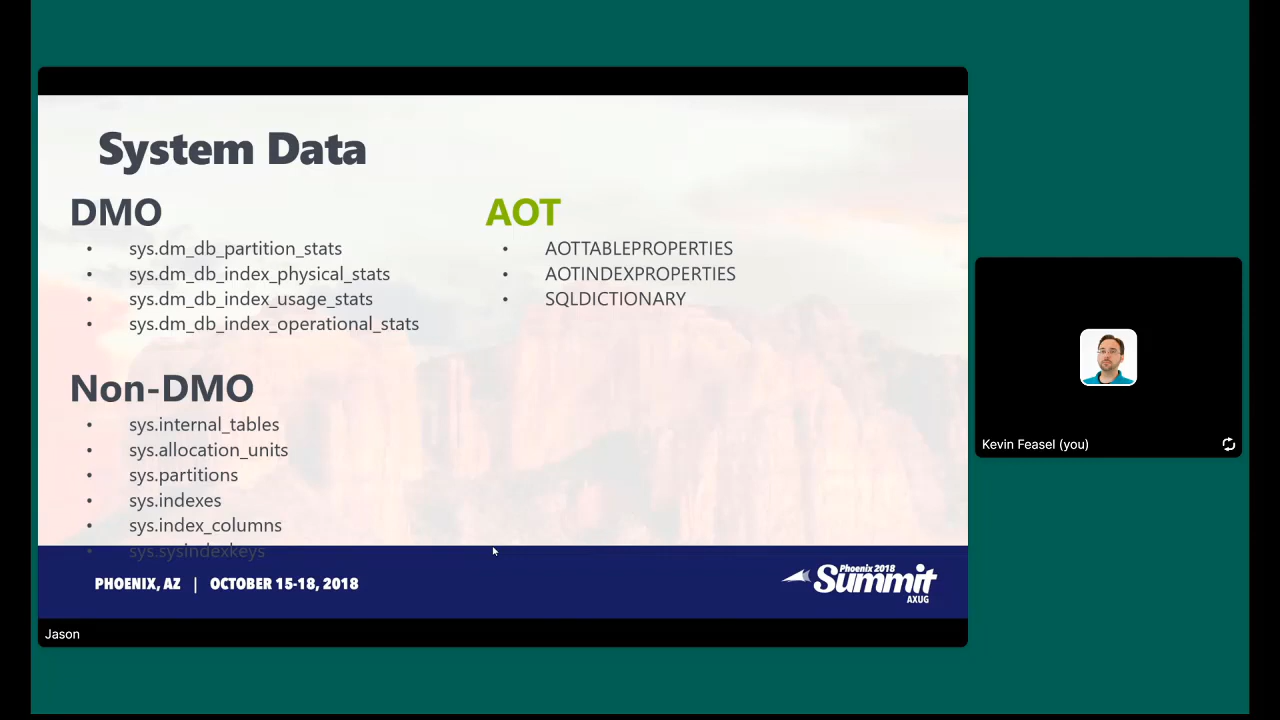 System Data
DMO
• sys.dm_db_partition_stats
• sys.dm_db_index_physical_stats
• sys.dm_db_index_usage_stats
• sys.dm_db_index_operational_stats
Non-DMO
• sys.internal_tables
• sys.allocation_units
• sys.partitions
• sys.indexes
• sys.index_columns
• sys.sysindexkeys
AOT
• AOTTABLEPROPERTIES
• AOTINDEXPROPERTIES
• SQLDICTIONARY
PHOENIX, AZ | OCTOBER 15-18, 2018
Phoenix 2018
Summit
AXUG
Jason
Kevin Feasel (you)